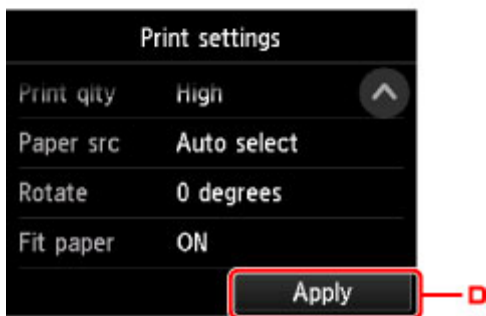 Print settings
Print qlty High
Paper src Auto select
Rotate 0 degrees
Fit paper ON
Apply D